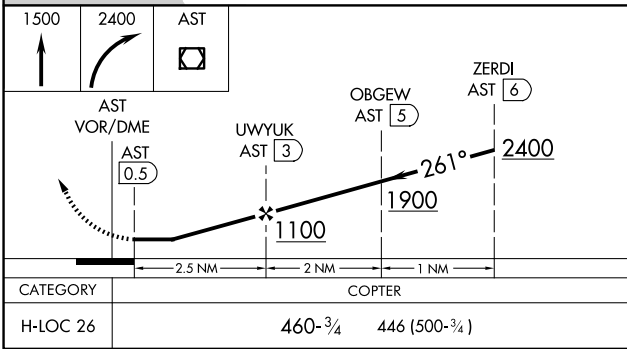 1500 2400 AST
AST
VOR/DME
AST
0.5
UWYUK
AST 3
OBGEW
AST 5
ZERDI
AST 6
261°
2400
1900
1100
2.5 NM 2 NM 1 NM
CATEGORY COPTER
H-LOC 26 460-¾ 446 (500-¾)